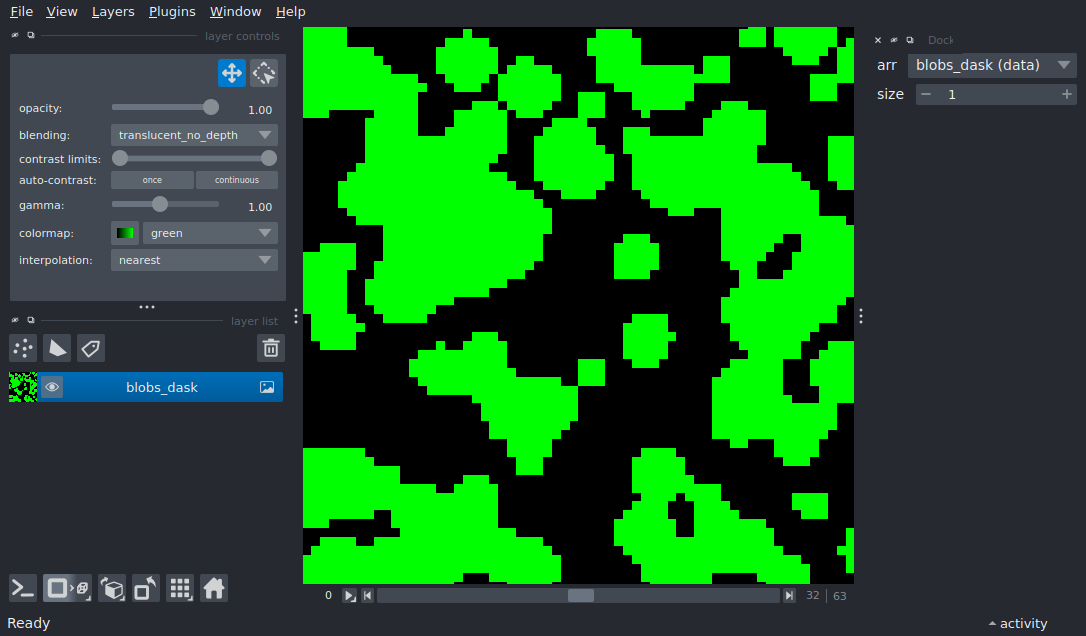 File View Layers Plugins Window Help
layer controls
opacity: 1.00
blending: translucent_no_depth
contrast limits:
auto-contrast: once continuous
gamma: 1.00
colormap: green
interpolation: nearest
layer list
blobs_dask
0 32 63
Ready
activity
Dock
arr blobs_dask (data)
size 1